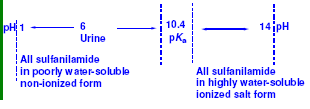 pH 1 6 10.4 14 pH
Urine pKa
All sulfanilamide
in poorly water-soluble
non-ionized form
All sulfanilamide
in highly water-soluble
ionized salt form